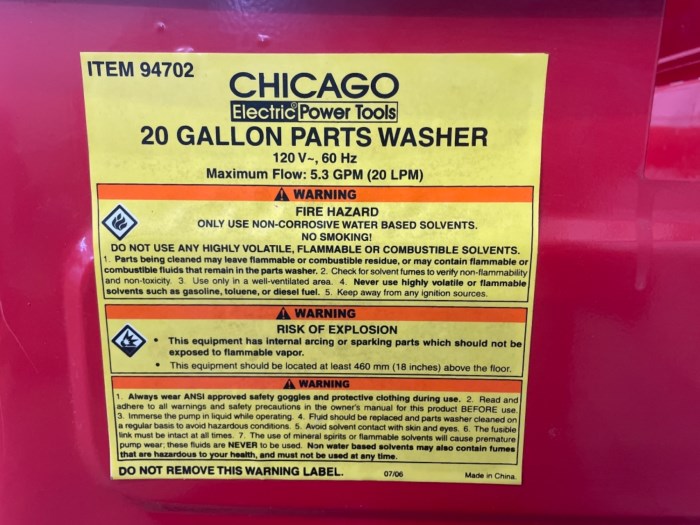 ITEM 94702
CHICAGO
Electric® Power Tools
20 GALLON PARTS WASHER
120 V~, 60 Hz
Maximum Flow: 5.3 GPM (20 LPM)
WARNING
FIRE HAZARD
ONLY USE NON-CORROSIVE WATER BASED SOLVENTS.
NO SMOKING!
DO NOT USE ANY HIGHLY VOLATILE, FLAMMABLE OR COMBUSTIBLE SOLVENTS.
1. Parts being cleaned may leave flammable or combustible residue, or may contain flammable or
combustible fluids that remain in the parts washer. 2. Check for solvent fumes to verify non-flammability
and non-toxicity. 3. Use only in a well-ventilated area. 4. Never use highly volatile or flammable
solvents such as gasoline, toluene, or diesel fuel. 5. Keep away from any ignition sources.
WARNING
RISK OF EXPLOSION
• This equipment has internal arcing or sparking parts which should not be
exposed to flammable vapor.
• This equipment should be located at least 460 mm (18 inches) above the floor.
WARNING
1. Always wear ANSI approved safety goggles and protective clothing during use. 2. Read and
adhere to all warnings and safety precautions in the owner's manual for this product BEFORE use.
3. Immerse the pump in liquid while operating. 4. Fluid should be replaced and parts washer cleaned on
a regular basis to avoid hazardous conditions. 5. Avoid solvent contact with skin and eyes. 6. The fusible
link must be intact at all times. 7. The use of mineral spirits or flammable solvents will cause premature
pump wear; these fluids are NEVER to be used. Non water based solvents may also contain fumes
that are hazardous to your health, and must not be used at any time.
DO NOT REMOVE THIS WARNING LABEL. 07/06 Made in China.